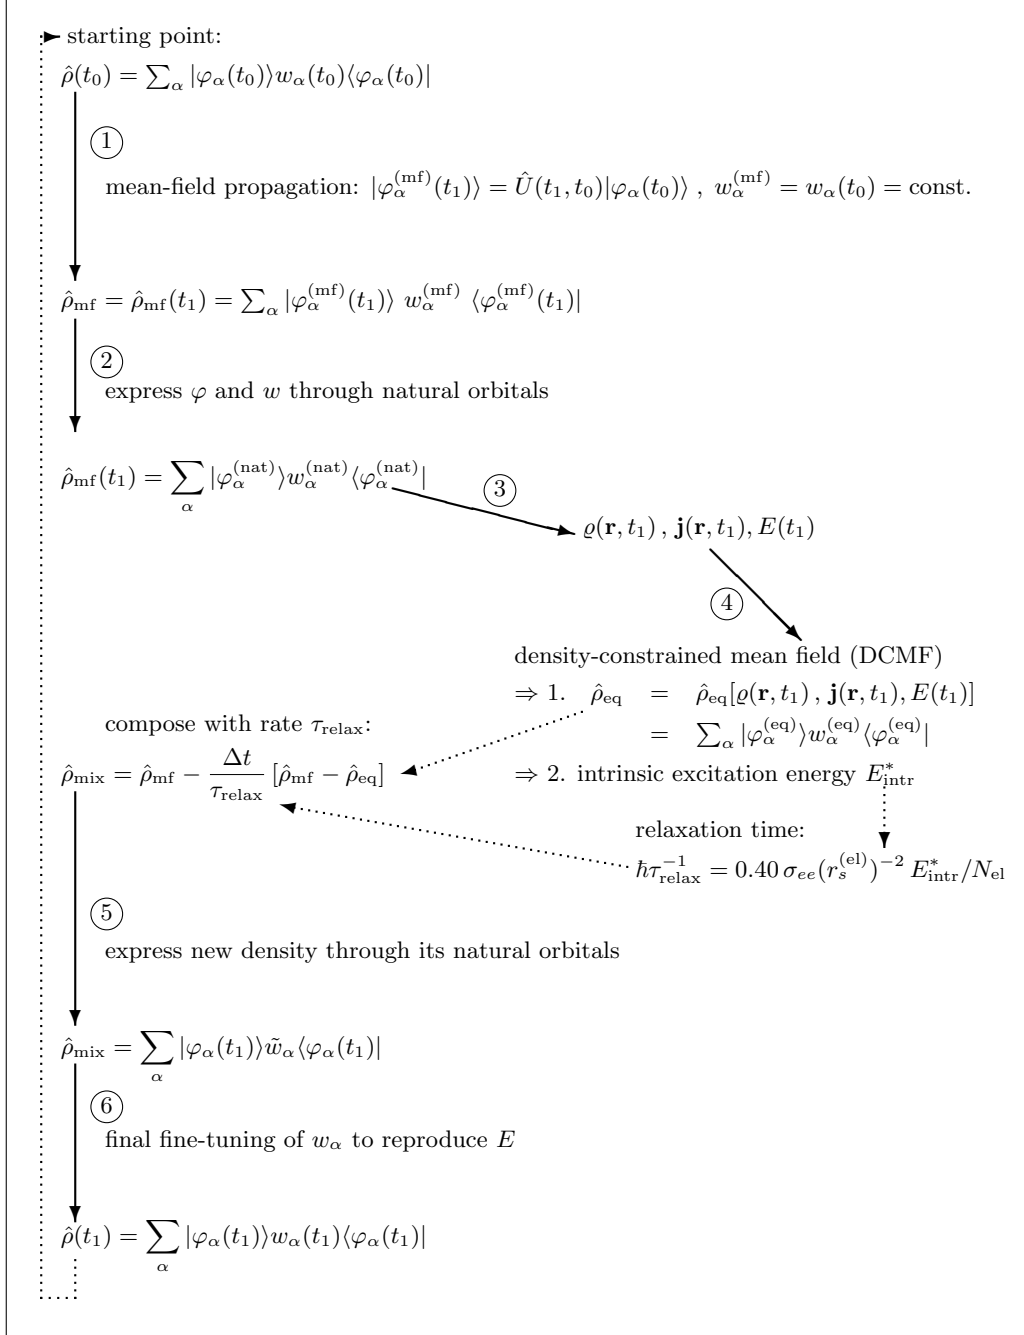 starting point:
ρ̂(t₀) = ∑_α |φ_α(t₀)⟩w_α(t₀)⟨φ_α(t₀)|
①
mean-field propagation: |φ_α^(mf)(t₁)⟩ = Û(t₁, t₀)|φ_α(t₀)⟩ , w_α^(mf) = w_α(t₀) = const.
ρ̂_mf = ρ̂_mf(t₁) = ∑_α |φ_α^(mf)(t₁)⟩ w_α^(mf) ⟨φ_α^(mf)(t₁)|
②
express φ and w through natural orbitals
ρ̂_mf(t₁) = ∑_α |φ_α^(nat)⟩w_α^(nat)⟨φ_α^(nat)|
③
ϱ(𝐫, t₁) , 𝐣(𝐫, t₁), E(t₁)
④
density-constrained mean field (DCMF)
⇒ 1. ρ̂_eq = ρ̂_eq[ϱ(𝐫, t₁) , 𝐣(𝐫, t₁), E(t₁)]
= ∑_α |φ_α^(eq)⟩w_α^(eq)⟨φ_α^(eq)|
⇒ 2. intrinsic excitation energy E*_intr
compose with rate τ_relax:
ρ̂_mix = ρ̂_mf − Δt/τ_relax [ρ̂_mf − ρ̂_eq]
relaxation time:
ℏτ_relax^−1 = 0.40 σ_ee(r_s^(el))^−2 E*_intr/N_el
⑤
express new density through its natural orbitals
ρ̂_mix = ∑_α |φ_α(t₁)⟩w̃_α⟨φ_α(t₁)|
⑥
final fine-tuning of w_α to reproduce E
ρ̂(t₁) = ∑_α |φ_α(t₁)⟩w_α(t₁)⟨φ_α(t₁)|